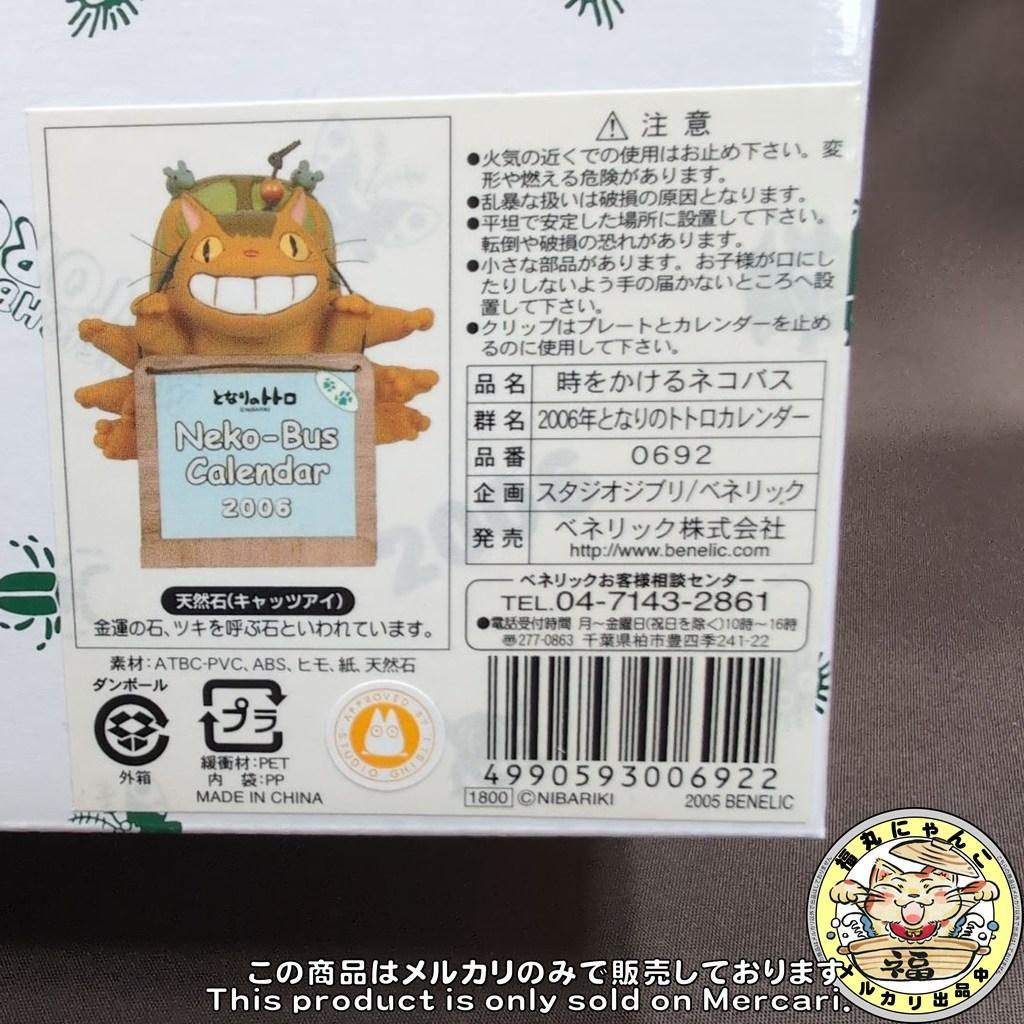 ⚠ 注意
●火気の近くでの使用はお止め下さい。変
形や燃える危険があります。
●乱暴な扱いは破損の原因となります。
●平坦で安定した場所に設置して下さい。
転倒や破損の恐れがあります。
●小さな部品があります。お子様が口にし
たりしないよう手の届かないところへ設
置して下さい。
●クリップはプレートとカレンダーを止め
るのに使用して下さい。
となりのトトロ
©NIBARIKI
Neko-Bus
Calendar
2006
天然石(キャッツアイ)
金運の石、ツキを呼ぶ石といわれています。
品名 時をかけるネコバス
群名 2006年となりのトトロカレンダー
品番 0692
企画 スタジオジブリ/ベネリック
発売 ベネリック株式会社
http://www.benelic.com
ベネリックお客様相談センター
TEL.04-7143-2861
●電話受付時間 月~金曜日(祝日を除く)10時~16時
〠277-0863 千葉県柏市豊四季241-22
素材:ATBC-PVC、ABS、ヒモ、紙、天然石
ダンボール
外箱
プラ
緩衝材:PET
内 袋:PP
MADE IN CHINA
APPROVED BY
STUDIO GHIBLI
4990593006922
1800 ©NIBARIKI 2005 BENELIC
福丸にゃんこ
福
メルカリ出品中
この商品はメルカリのみで販売しております。
This product is only sold on Mercari.